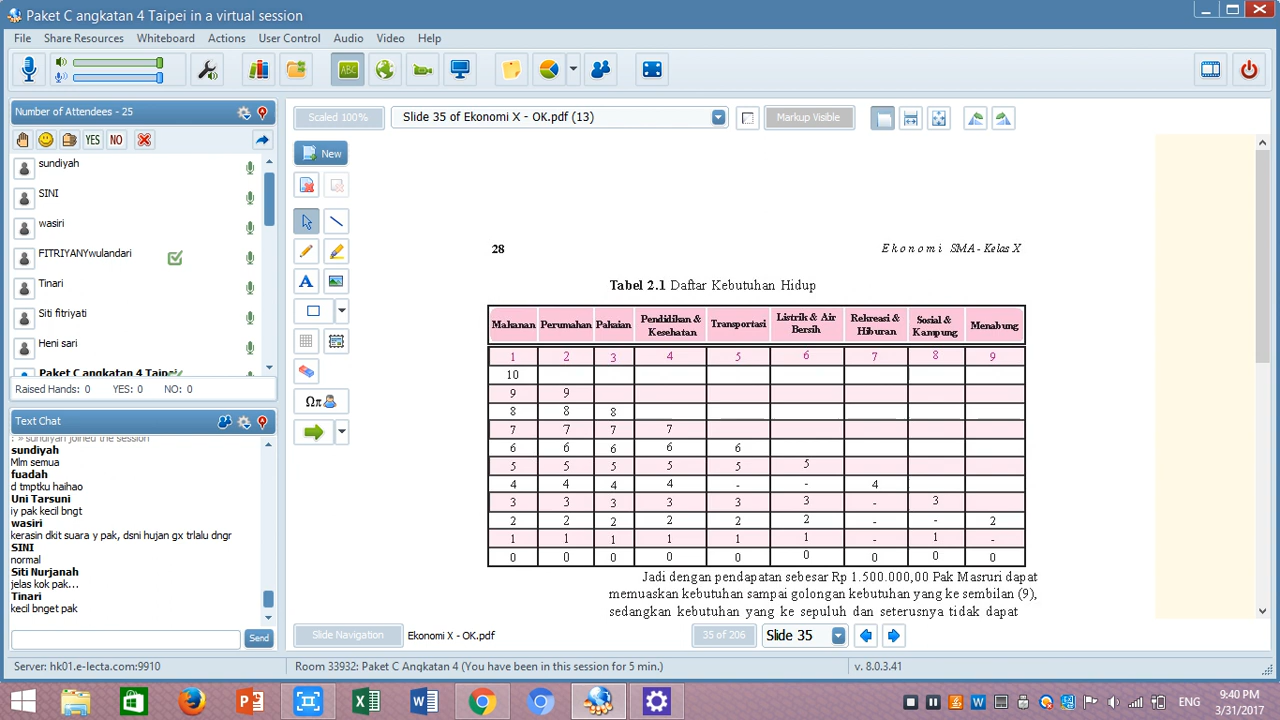 Paket C angkatan 4 Taipei in a virtual session
File Share Resources Whiteboard Actions User Control Audio Video Help
ABC
Number of Attendees - 25
YES NO
sundiyah
SINI
wasiri
FITRIYANYwulandari
Tinari
Siti fitriyati
Heni sari
Paket C angkatan 4 Taipei
Raised Hands: 0 YES: 0 NO: 0
Text Chat
: » sundiyah joined the session
sundiyah
Mlm semua
fuadah
d tmptku haihao
Uni Tarsuni
iy pak kecil bngt
wasiri
kerasin dkit suara y pak, dsni hujan gx trlalu dngr
SINI
normal
Siti Nurjanah
jelas kok pak...
Tinari
kecil bnget pak
Send
Scaled 100% Slide 35 of Ekonomi X - OK.pdf (13) Markup Visible
New
A
Ωπ
28 Ekonomi SMA - Kelas X
Tabel 2.1 Daftar Kebutuhan Hidup
Makanan Perumahan Pakaian Pendidikan & Kesehatan Transportasi Listrik & Air Bersih Rekreasi & Hiburan Sosial & Kampung Menabung
1 2 3 4 5 6 7 8 9
10
9 9
8 8 8
7 7 7 7
6 6 6 6 6
5 5 5 5 5 5
4 4 4 4 - - 4
3 3 3 3 3 3 - 3
2 2 2 2 2 2 - - 2
1 1 1 1 1 1 - 1 -
0 0 0 0 0 0 0 0 0
Jadi dengan pendapatan sebesar Rp 1.500.000,00 Pak Masruri dapat
memuaskan kebutuhan sampai golongan kebutuhan yang ke sembilan (9),
sedangkan kebutuhan yang ke sepuluh dan seterusnya tidak dapat
Slide Navigation Ekonomi X - OK.pdf 35 of 206 Slide 35
Server: hk01.e-lecta.com:9910 Room 33932: Paket C Angkatan 4 (You have been in this session for 5 min.) v. 8.0.3.41
ENG
9:40 PM
3/31/2017